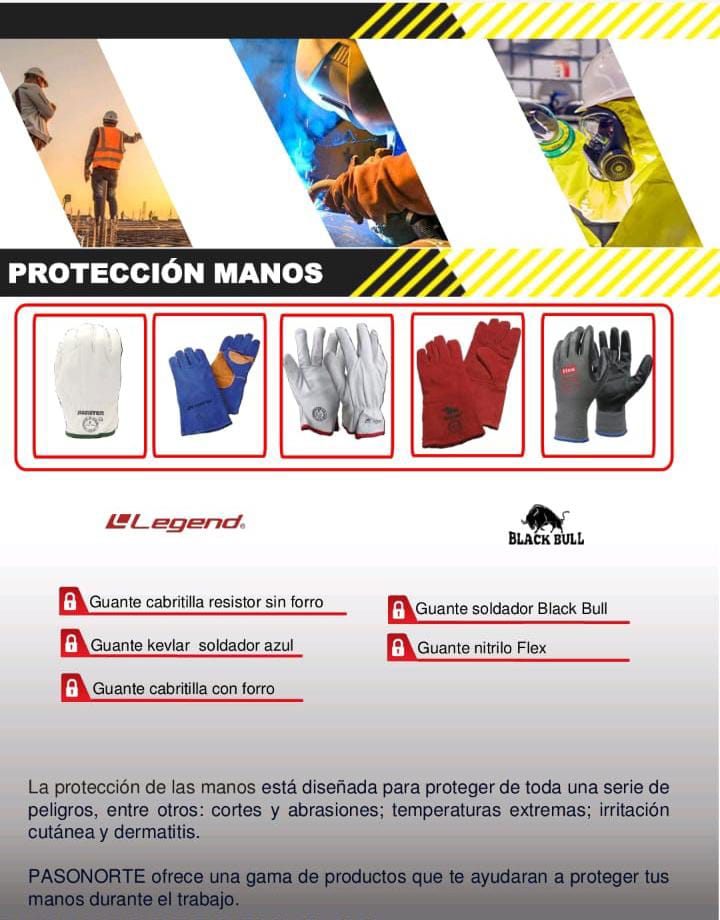 PROTECCIÓN MANOS
Flex
Legend®
BLACK BULL
Guante cabritilla resistor sin forro
Guante kevlar soldador azul
Guante cabritilla con forro
Guante soldador Black Bull
Guante nitrilo Flex
La protección de las manos está diseñada para proteger de toda una serie de
peligros, entre otros: cortes y abrasiones; temperaturas extremas; irritación
cutánea y dermatitis.
PASONORTE ofrece una gama de productos que te ayudaran a proteger tus
manos durante el trabajo.